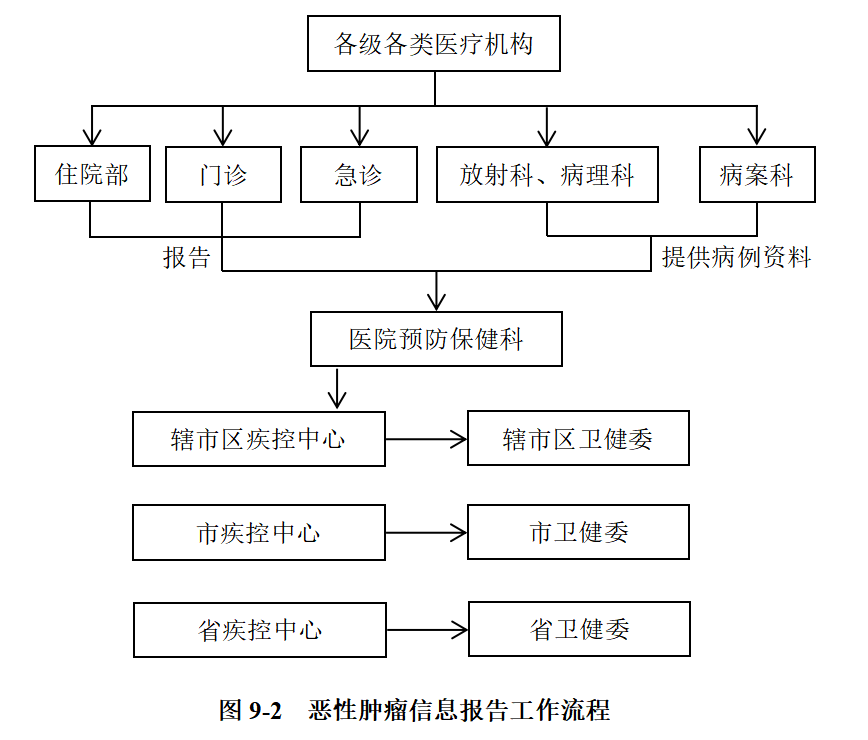 各级各类医疗机构
住院部
门诊
急诊
放射科、病理科
病案科
报告
提供病例资料
医院预防保健科
辖市区疾控中心
辖市区卫健委
市疾控中心
市卫健委
省疾控中心
省卫健委
图 9-2 恶性肿瘤信息报告工作流程